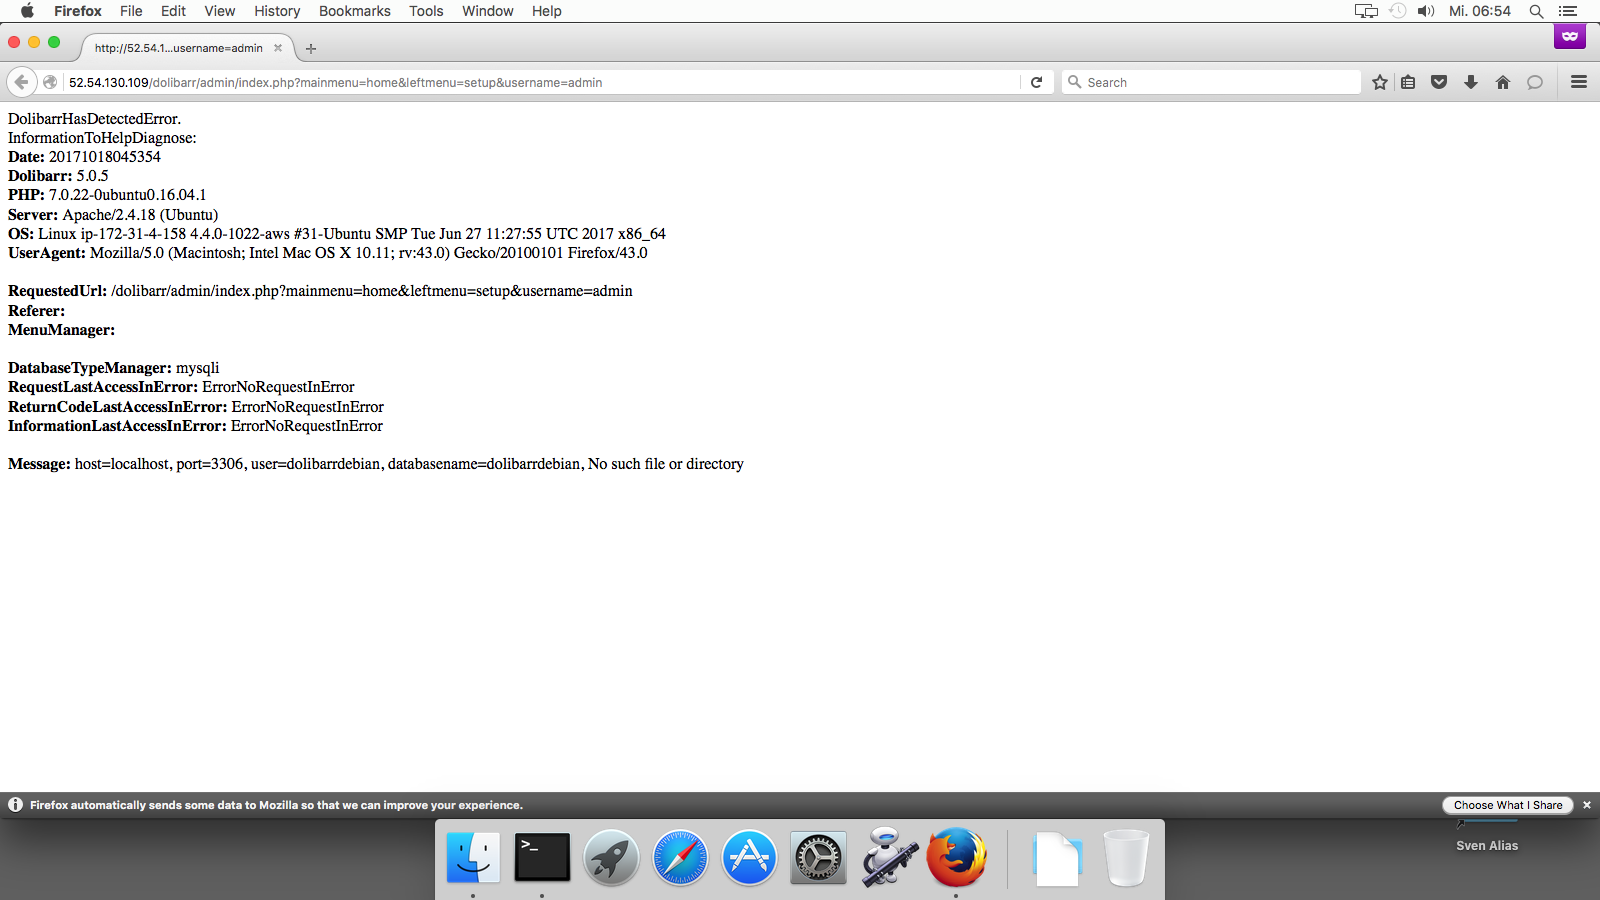 Firefox File Edit View History Bookmarks Tools Window Help Mi. 06:54
http://52.54.1...username=admin
52.54.130.109/dolibarr/admin/index.php?mainmenu=home&leftmenu=setup&username=admin Search
DolibarrHasDetectedError.
InformationToHelpDiagnose:
Date: 20171018045354
Dolibarr: 5.0.5
PHP: 7.0.22-0ubuntu0.16.04.1
Server: Apache/2.4.18 (Ubuntu)
OS: Linux ip-172-31-4-158 4.4.0-1022-aws #31-Ubuntu SMP Tue Jun 27 11:27:55 UTC 2017 x86_64
UserAgent: Mozilla/5.0 (Macintosh; Intel Mac OS X 10.11; rv:43.0) Gecko/20100101 Firefox/43.0
RequestedUrl: /dolibarr/admin/index.php?mainmenu=home&leftmenu=setup&username=admin
Referer:
MenuManager:
DatabaseTypeManager: mysqli
RequestLastAccessInError: ErrorNoRequestInError
ReturnCodeLastAccessInError: ErrorNoRequestInError
InformationLastAccessInError: ErrorNoRequestInError
Message: host=localhost, port=3306, user=dolibarrdebian, databasename=dolibarrdebian, No such file or directory
Firefox automatically sends some data to Mozilla so that we can improve your experience. Choose What I Share
Sven Alias